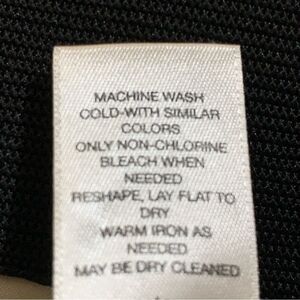 MACHINE WASH
COLD-WITH SIMILAR
COLORS
ONLY NON-CHLORINE
BLEACH WHEN
NEEDED
RESHAPE, LAY FLAT TO
DRY
WARM IRON AS
NEEDED
MAY BE DRY CLEANED